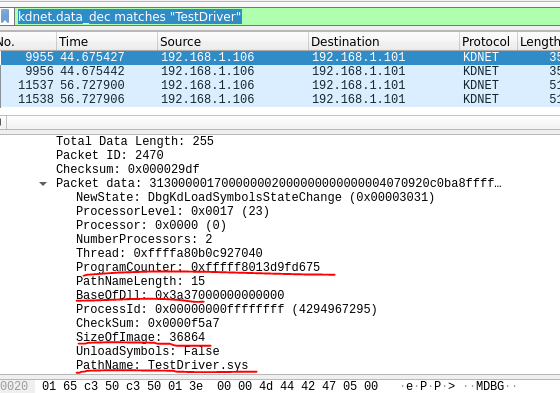 kdnet.data_dec matches "TestDriver"
No. Time Source Destination Protocol Length
9955 44.675427 192.168.1.106 192.168.1.101 KDNET 35
9956 44.675442 192.168.1.106 192.168.1.101 KDNET 35
11537 56.727900 192.168.1.106 192.168.1.101 KDNET 51
11538 56.727906 192.168.1.106 192.168.1.101 KDNET 51
Total Data Length: 255
Packet ID: 2470
Checksum: 0x000029df
Packet data: 3130000017000000020000000000000004070920c0ba8ffff…
NewState: DbgKdLoadSymbolsStateChange (0x00003031)
ProcessorLevel: 0x0017 (23)
Processor: 0x0000 (0)
NumberProcessors: 2
Thread: 0xffffa80b0c927040
ProgramCounter: 0xfffff8013d9fd675
PathNameLength: 15
BaseOfDll: 0x3a37000000000000
ProcessId: 0x00000000ffffffff (4294967295)
CheckSum: 0x0000f5a7
SizeOfImage: 36864
UnloadSymbols: False
PathName: TestDriver.sys
0020 01 65 c3 50 c3 50 01 3e 00 00 4d 44 42 47 05 00 ·e·P·P·> ··MDBG··